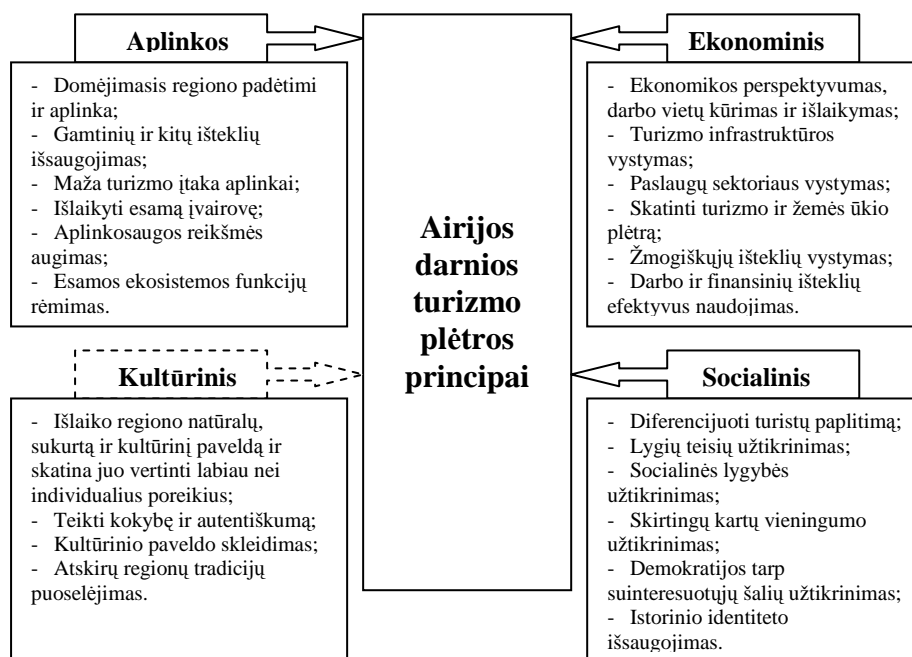 Aplinkos
- Domėjimasis regiono padėtimi
ir aplinka;
- Gamtinių ir kitų išteklių
išsaugojimas;
- Maža turizmo įtaka aplinkai;
- Išlaikyti esamą įvairovę;
- Aplinkosaugos reikšmės
augimas;
- Esamos ekosistemos funkcijų
rėmimas.
Kultūrinis
- Išlaiko regiono natūralų,
sukurtą ir kultūrinį paveldą ir
skatina juo vertinti labiau nei
individualius poreikius;
- Teikti kokybę ir autentiškumą;
- Kultūrinio paveldo skleidimas;
- Atskirų regionų tradicijų
puoselėjimas.
Airijos
darnios
turizmo
plėtros
principai
Ekonominis
- Ekonomikos perspektyvumas,
darbo vietų kūrimas ir išlaikymas;
- Turizmo infrastruktūros
vystymas;
- Paslaugų sektoriaus vystymas;
- Skatinti turizmo ir žemės ūkio
plėtrą;
- Žmogiškųjų išteklių vystymas;
- Darbo ir finansinių išteklių
efektyvus naudojimas.
Socialinis
- Diferencijuoti turistų paplitimą;
- Lygių teisių užtikrinimas;
- Socialinės lygybės
užtikrinimas;
- Skirtingų kartų vieningumo
užtikrinimas;
- Demokratijos tarp
suinteresuotųjų šalių užtikrinimas;
- Istorinio identiteto
išsaugojimas.